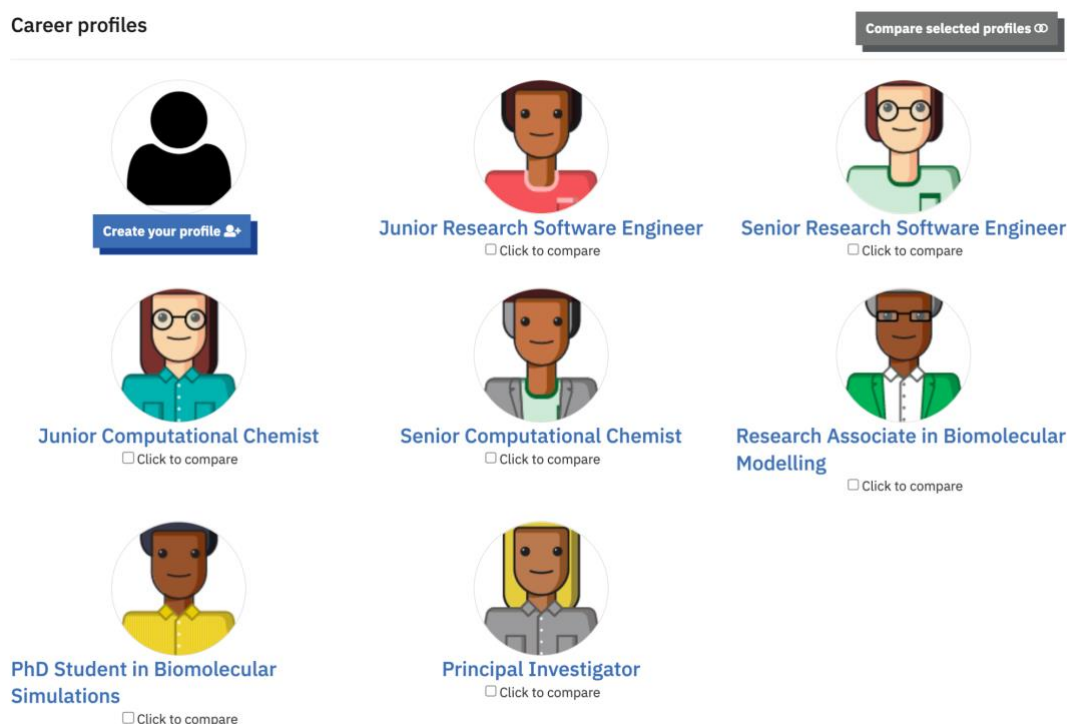 Career profiles
Compare selected profiles
Create your profile
Junior Research Software Engineer
Click to compare
Senior Research Software Engineer
Click to compare
Junior Computational Chemist
Click to compare
Senior Computational Chemist
Click to compare
Research Associate in Biomolecular
Modelling
Click to compare
PhD Student in Biomolecular
Simulations
Click to compare
Principal Investigator
Click to compare